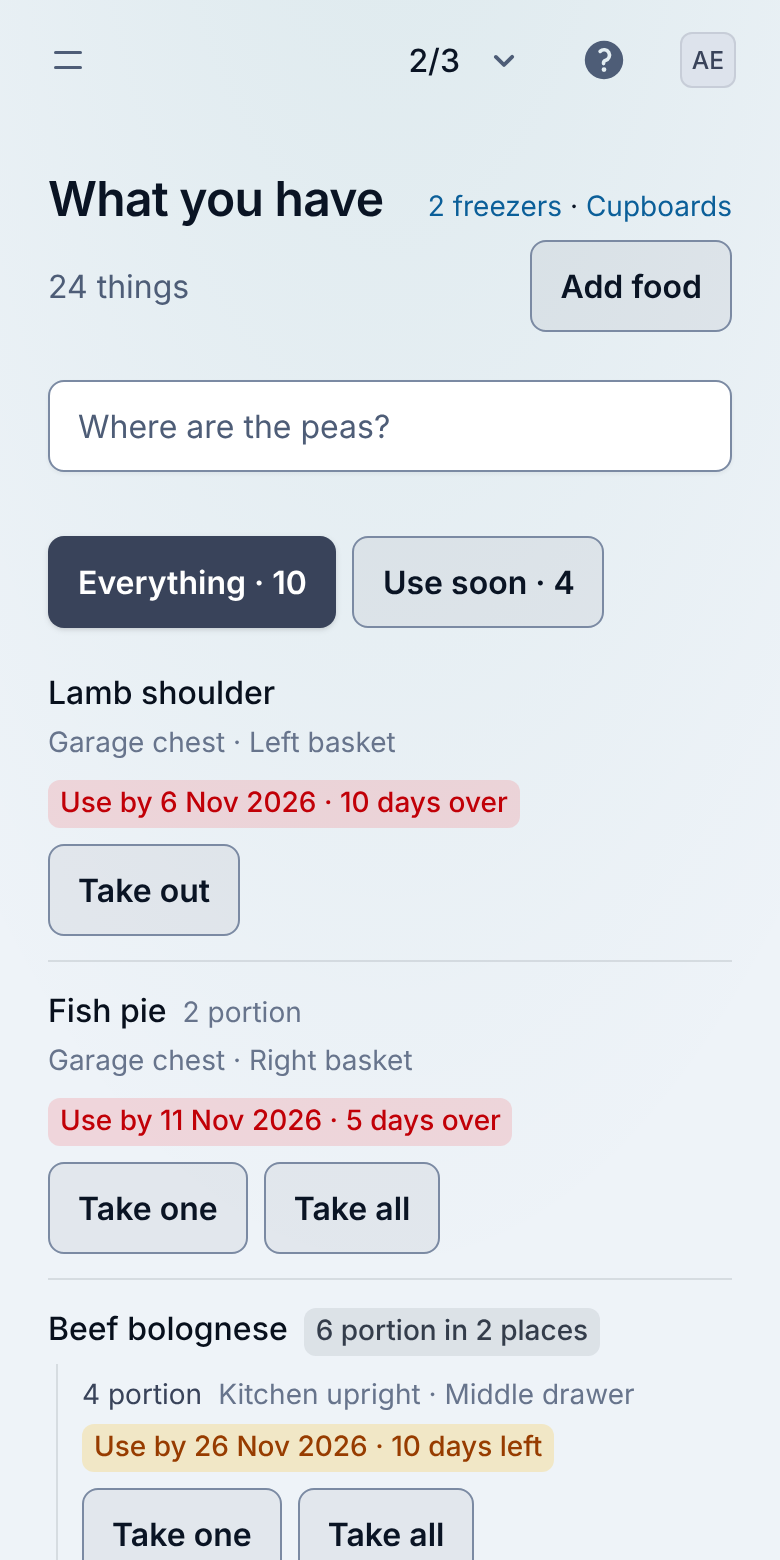 2/3
?
AE
What you have
2 freezers · Cupboards
24 things
Add food
Where are the peas?
Everything · 10
Use soon · 4
Lamb shoulder
Garage chest · Left basket
Use by 6 Nov 2026 · 10 days over
Take out
Fish pie 2 portion
Garage chest · Right basket
Use by 11 Nov 2026 · 5 days over
Take one
Take all
Beef bolognese 6 portion in 2 places
4 portion Kitchen upright · Middle drawer
Use by 26 Nov 2026 · 10 days left
Take one
Take all